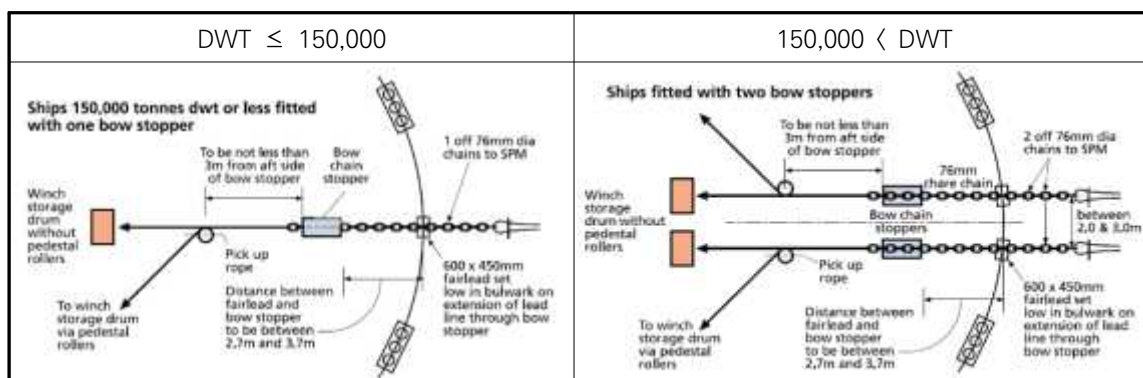 DWT ≤ 150,000
Ships 150,000 tonnes dwt or less fitted
with one bow stopper
To be not less than
3m from aft side
of bow stopper
Bow
chain
stopper
1 off 76mm dia
chains to SPM
Winch
storage
drum
without
pedestal
rollers
Pick up
rope
To winch
storage drum
via pedestal
rollers
Distance between
fairlead and
bow stopper
to be between
2,7m and 3,7m
600 x 450mm
fairlead set
low in bulwark on
extension of lead
line through bow
stopper
150,000 < DWT
Ships fitted with two bow stoppers
To be not less than
3m from aft side
of bow stopper
2 off 76mm dia
chains to SPM
76mm
chare chain
Winch
storage
drum without
pedestal
rollers
Bow chain
stoppers
between
2,0 & 3,0m
Pick up
rope
To winch
storage drum
via pedestal
rollers
Distance between
fairlead and
bow stopper
to be between
2,7m and 3,7m
600 x 450mm
fairlead set
low in bulwark on
extension of lead
line through
bow stopper